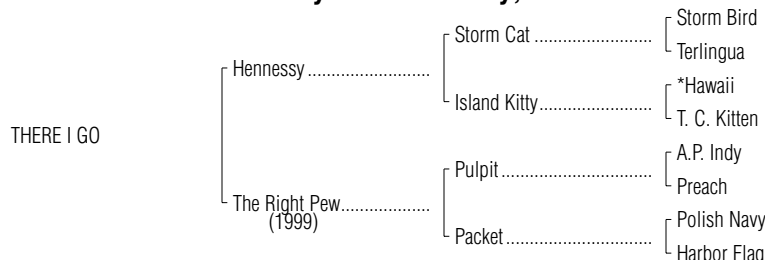 Storm Bird
Storm Cat ........................
Terlingua
Hennessy .........................
*Hawaii
Island Kitty........................
T. C. Kitten
THERE I GO
A.P. Indy
Pulpit...............................
Preach
The Right Pew..................
(1999)
Polish Navy
Packet..............................
Harbor Flag